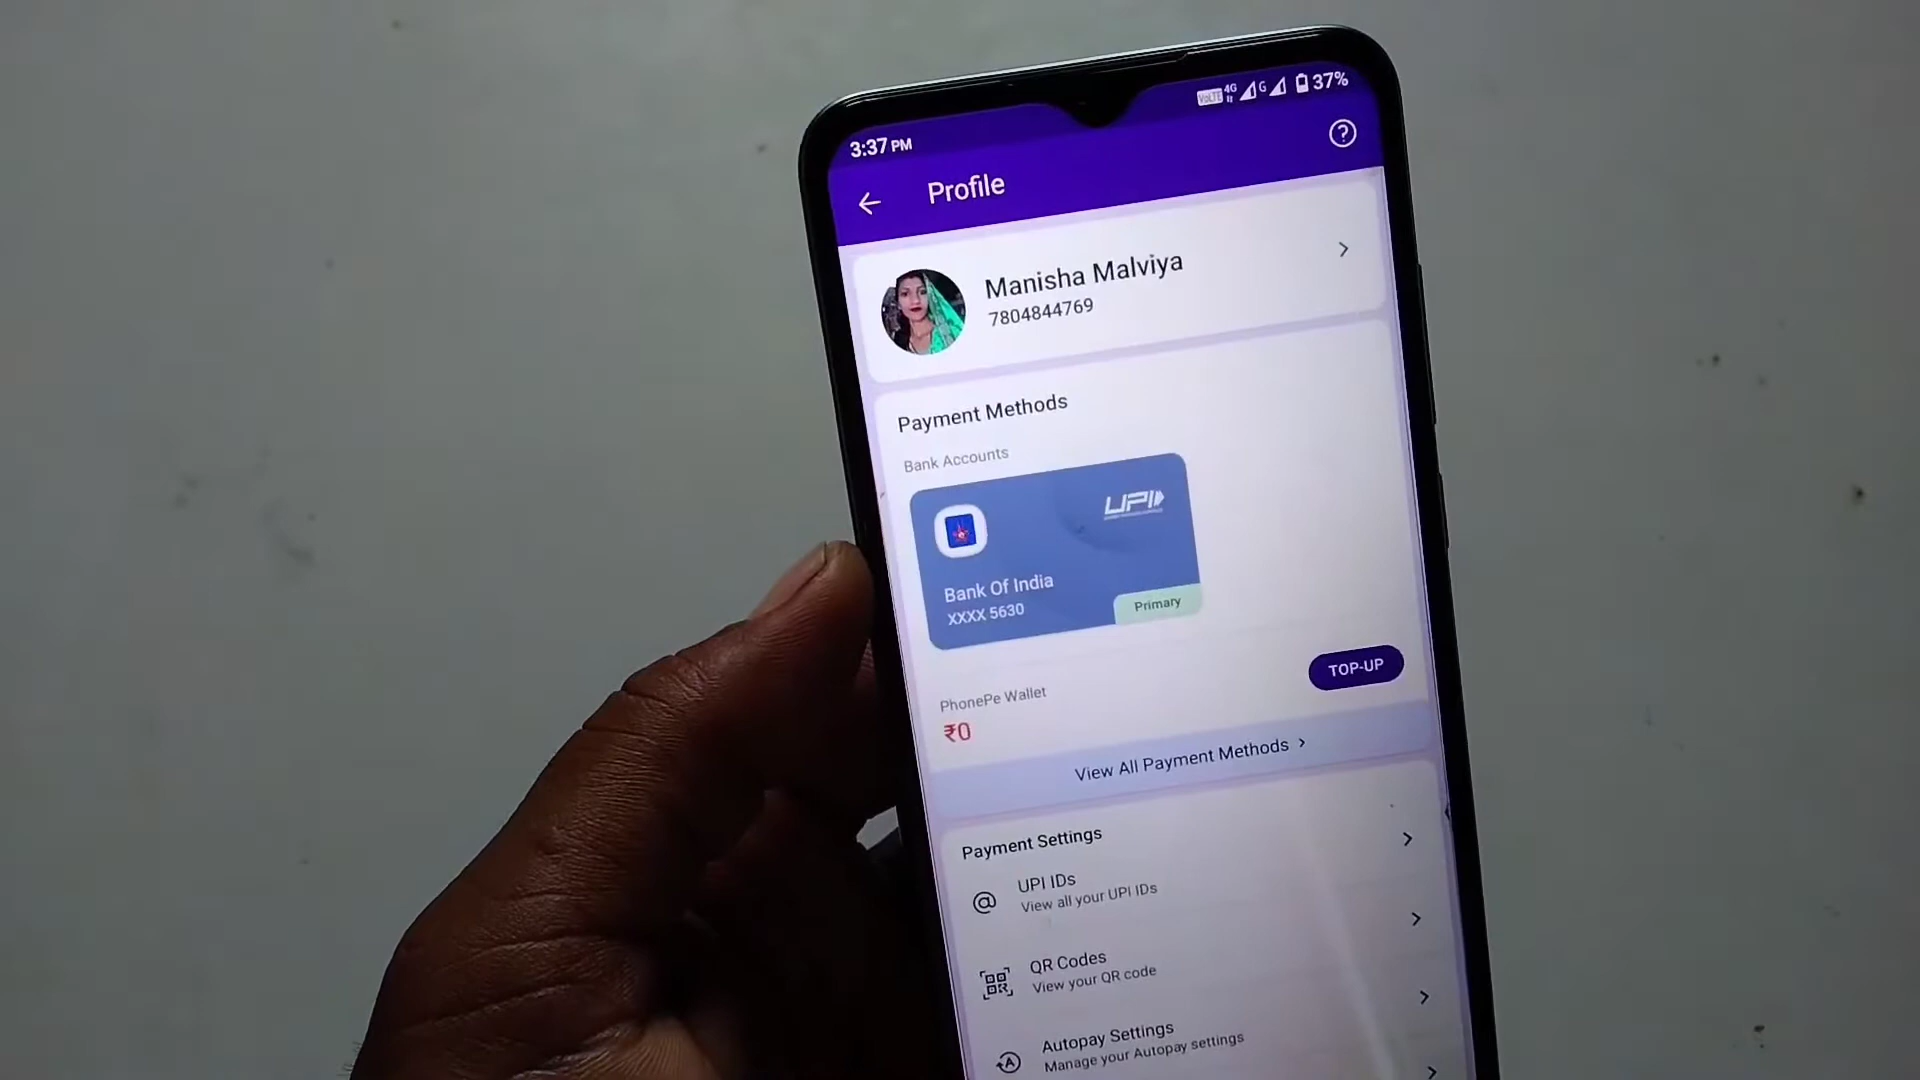 3:37 PM
VoLTE 4G G 37%
Profile
Manisha Malviya
7804844769
Payment Methods
Bank Accounts
UPI
Bank Of India
XXXX 5630
Primary
PhonePe Wallet
TOP-UP
₹0
View All Payment Methods
Payment Settings
UPI IDs
View all your UPI IDs
QR Codes
View your QR code
Autopay Settings
Manage your Autopay settings